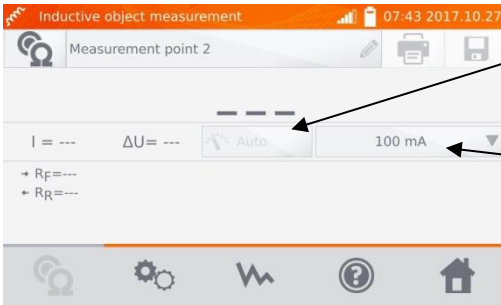 Inductive object measurement 07:43 2017.10.27
Measurement point 2
---
I = --- ΔU= --- Auto 100 mA
→ RF=---
← RR=---